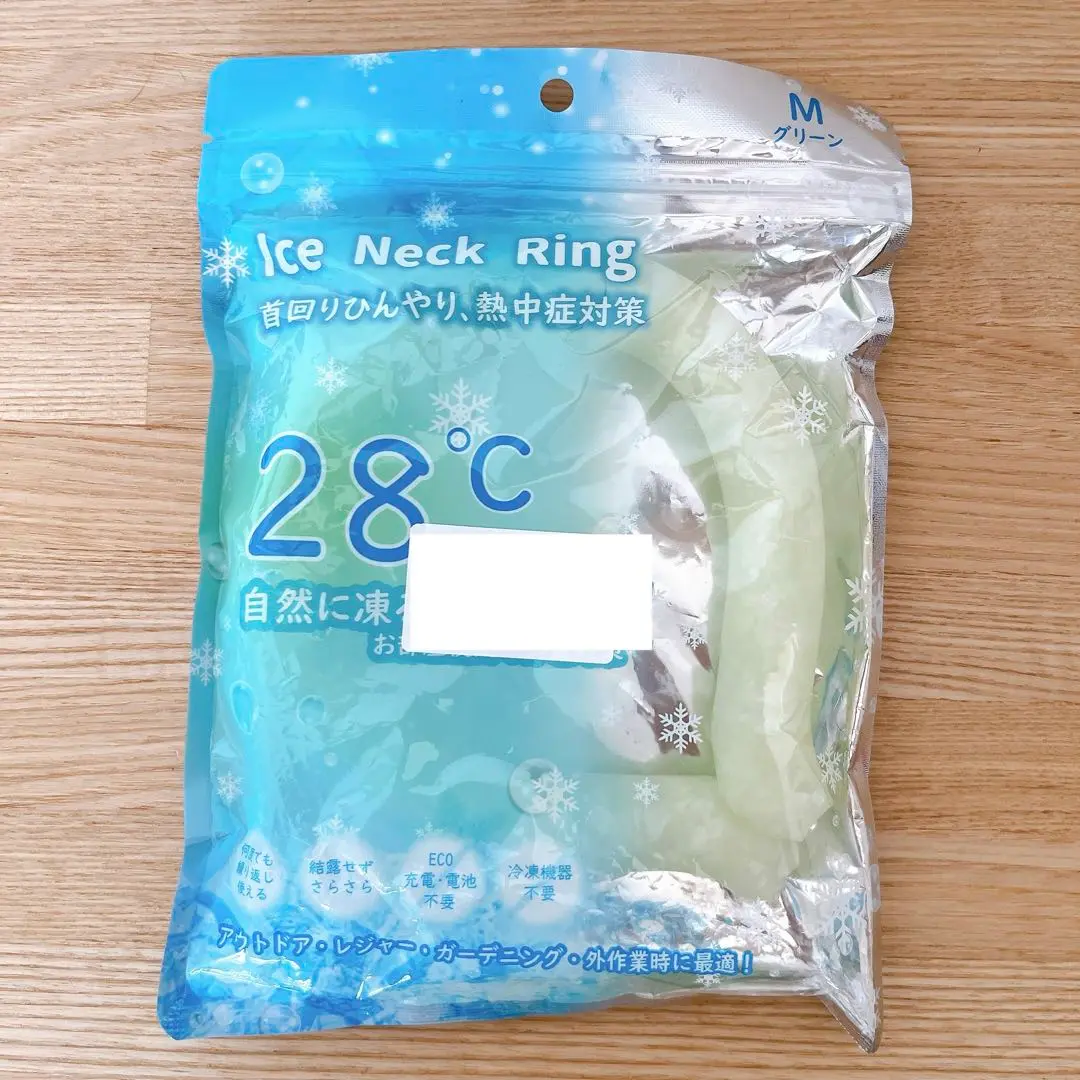 M
グリーン
Ice Neck Ring
首回りひんやり、熱中症対策
28℃
自然に凍
お
何度でも
繰り返し
使える
結露せず
さらさら
ECO
充電・電池
不要
冷凍機器
不要
アウトドア・レジャー・ガーデニング・外作業時に最適！